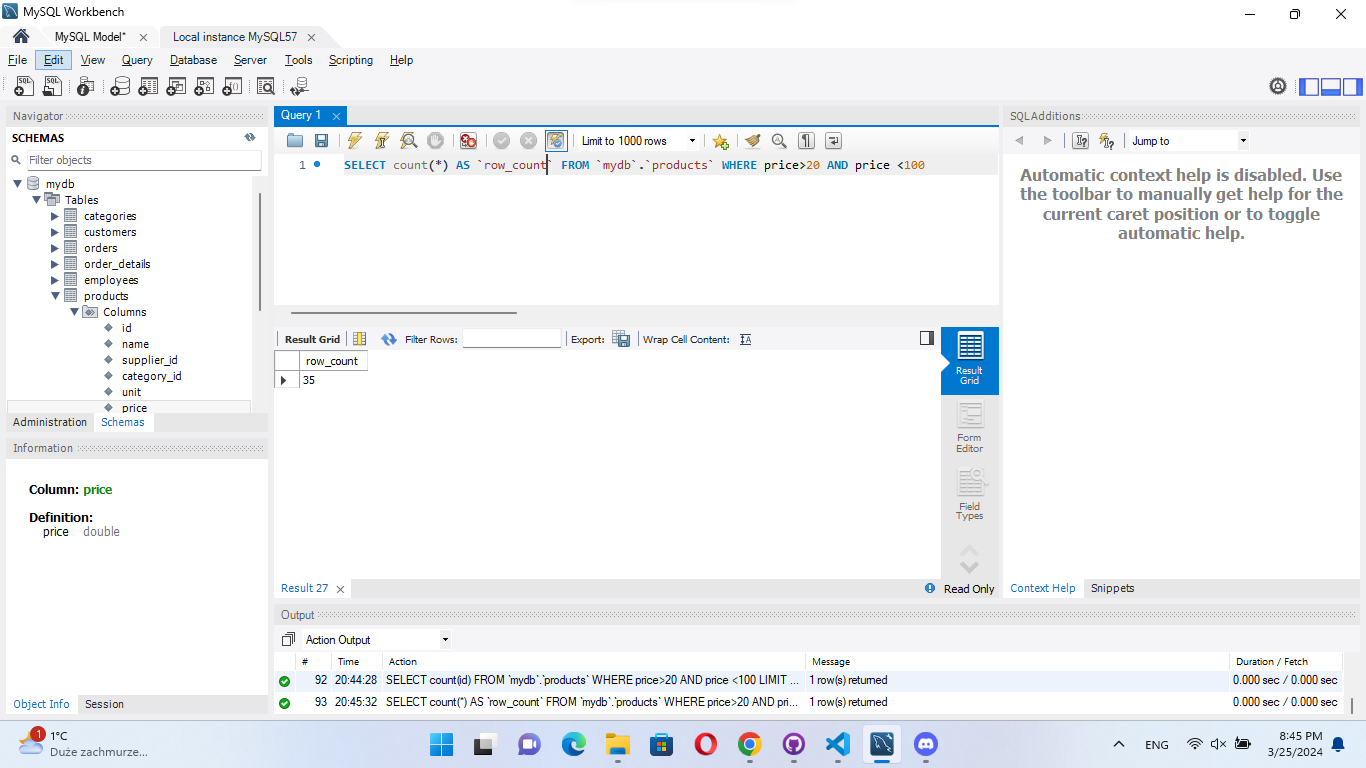 MySQL Workbench
MySQL Model* × Local instance MySQL57 ×
File Edit View Query Database Server Tools Scripting Help
Navigator
SCHEMAS
Filter objects
mydb
Tables
categories
customers
orders
order_details
employees
products
Columns
id
name
supplier_id
category_id
unit
price
Administration Schemas
Information
Column: price
Definition:
price double
Object Info Session
Query 1 ×
Limit to 1000 rows
1 SELECT count(*) AS `row_count` FROM `mydb`.`products` WHERE price>20 AND price <100
Result Grid Filter Rows: Export: Wrap Cell Content:
row_count
35
Result Grid
Form Editor
Field Types
Result 27 × Read Only
Output
Action Output
# Time Action Message Duration / Fetch
92 20:44:28 SELECT count(id) FROM `mydb`.`products` WHERE price>20 AND price <100 LIMIT ... 1 row(s) returned 0.000 sec / 0.000 sec
93 20:45:32 SELECT count(*) AS `row_count` FROM `mydb`.`products` WHERE price>20 AND pri... 1 row(s) returned 0.000 sec / 0.000 sec
SQLAdditions
Jump to
Automatic context help is disabled. Use
the toolbar to manually get help for the
current caret position or to toggle
automatic help.
Context Help Snippets
1
1°C
Duże zachmurze...
ENG
8:45 PM
3/25/2024